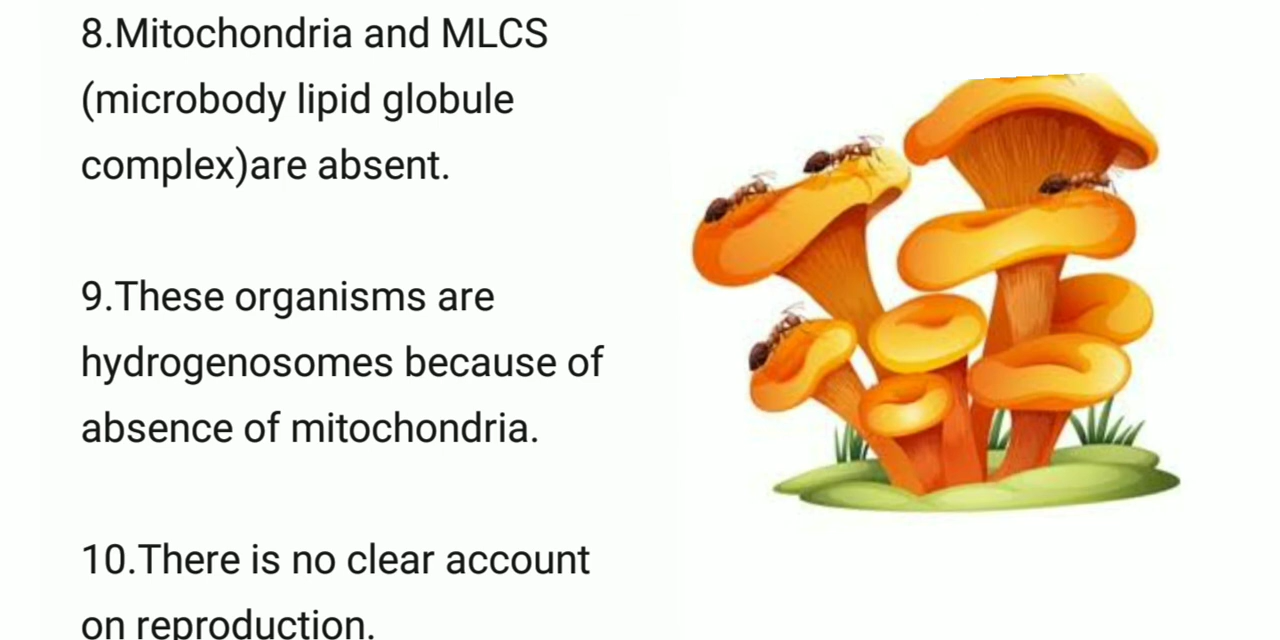 8.Mitochondria and MLCS
(microbody lipid globule
complex)are absent.
9.These organisms are
hydrogenosomes because of
absence of mitochondria.
10.There is no clear account
on reproduction.